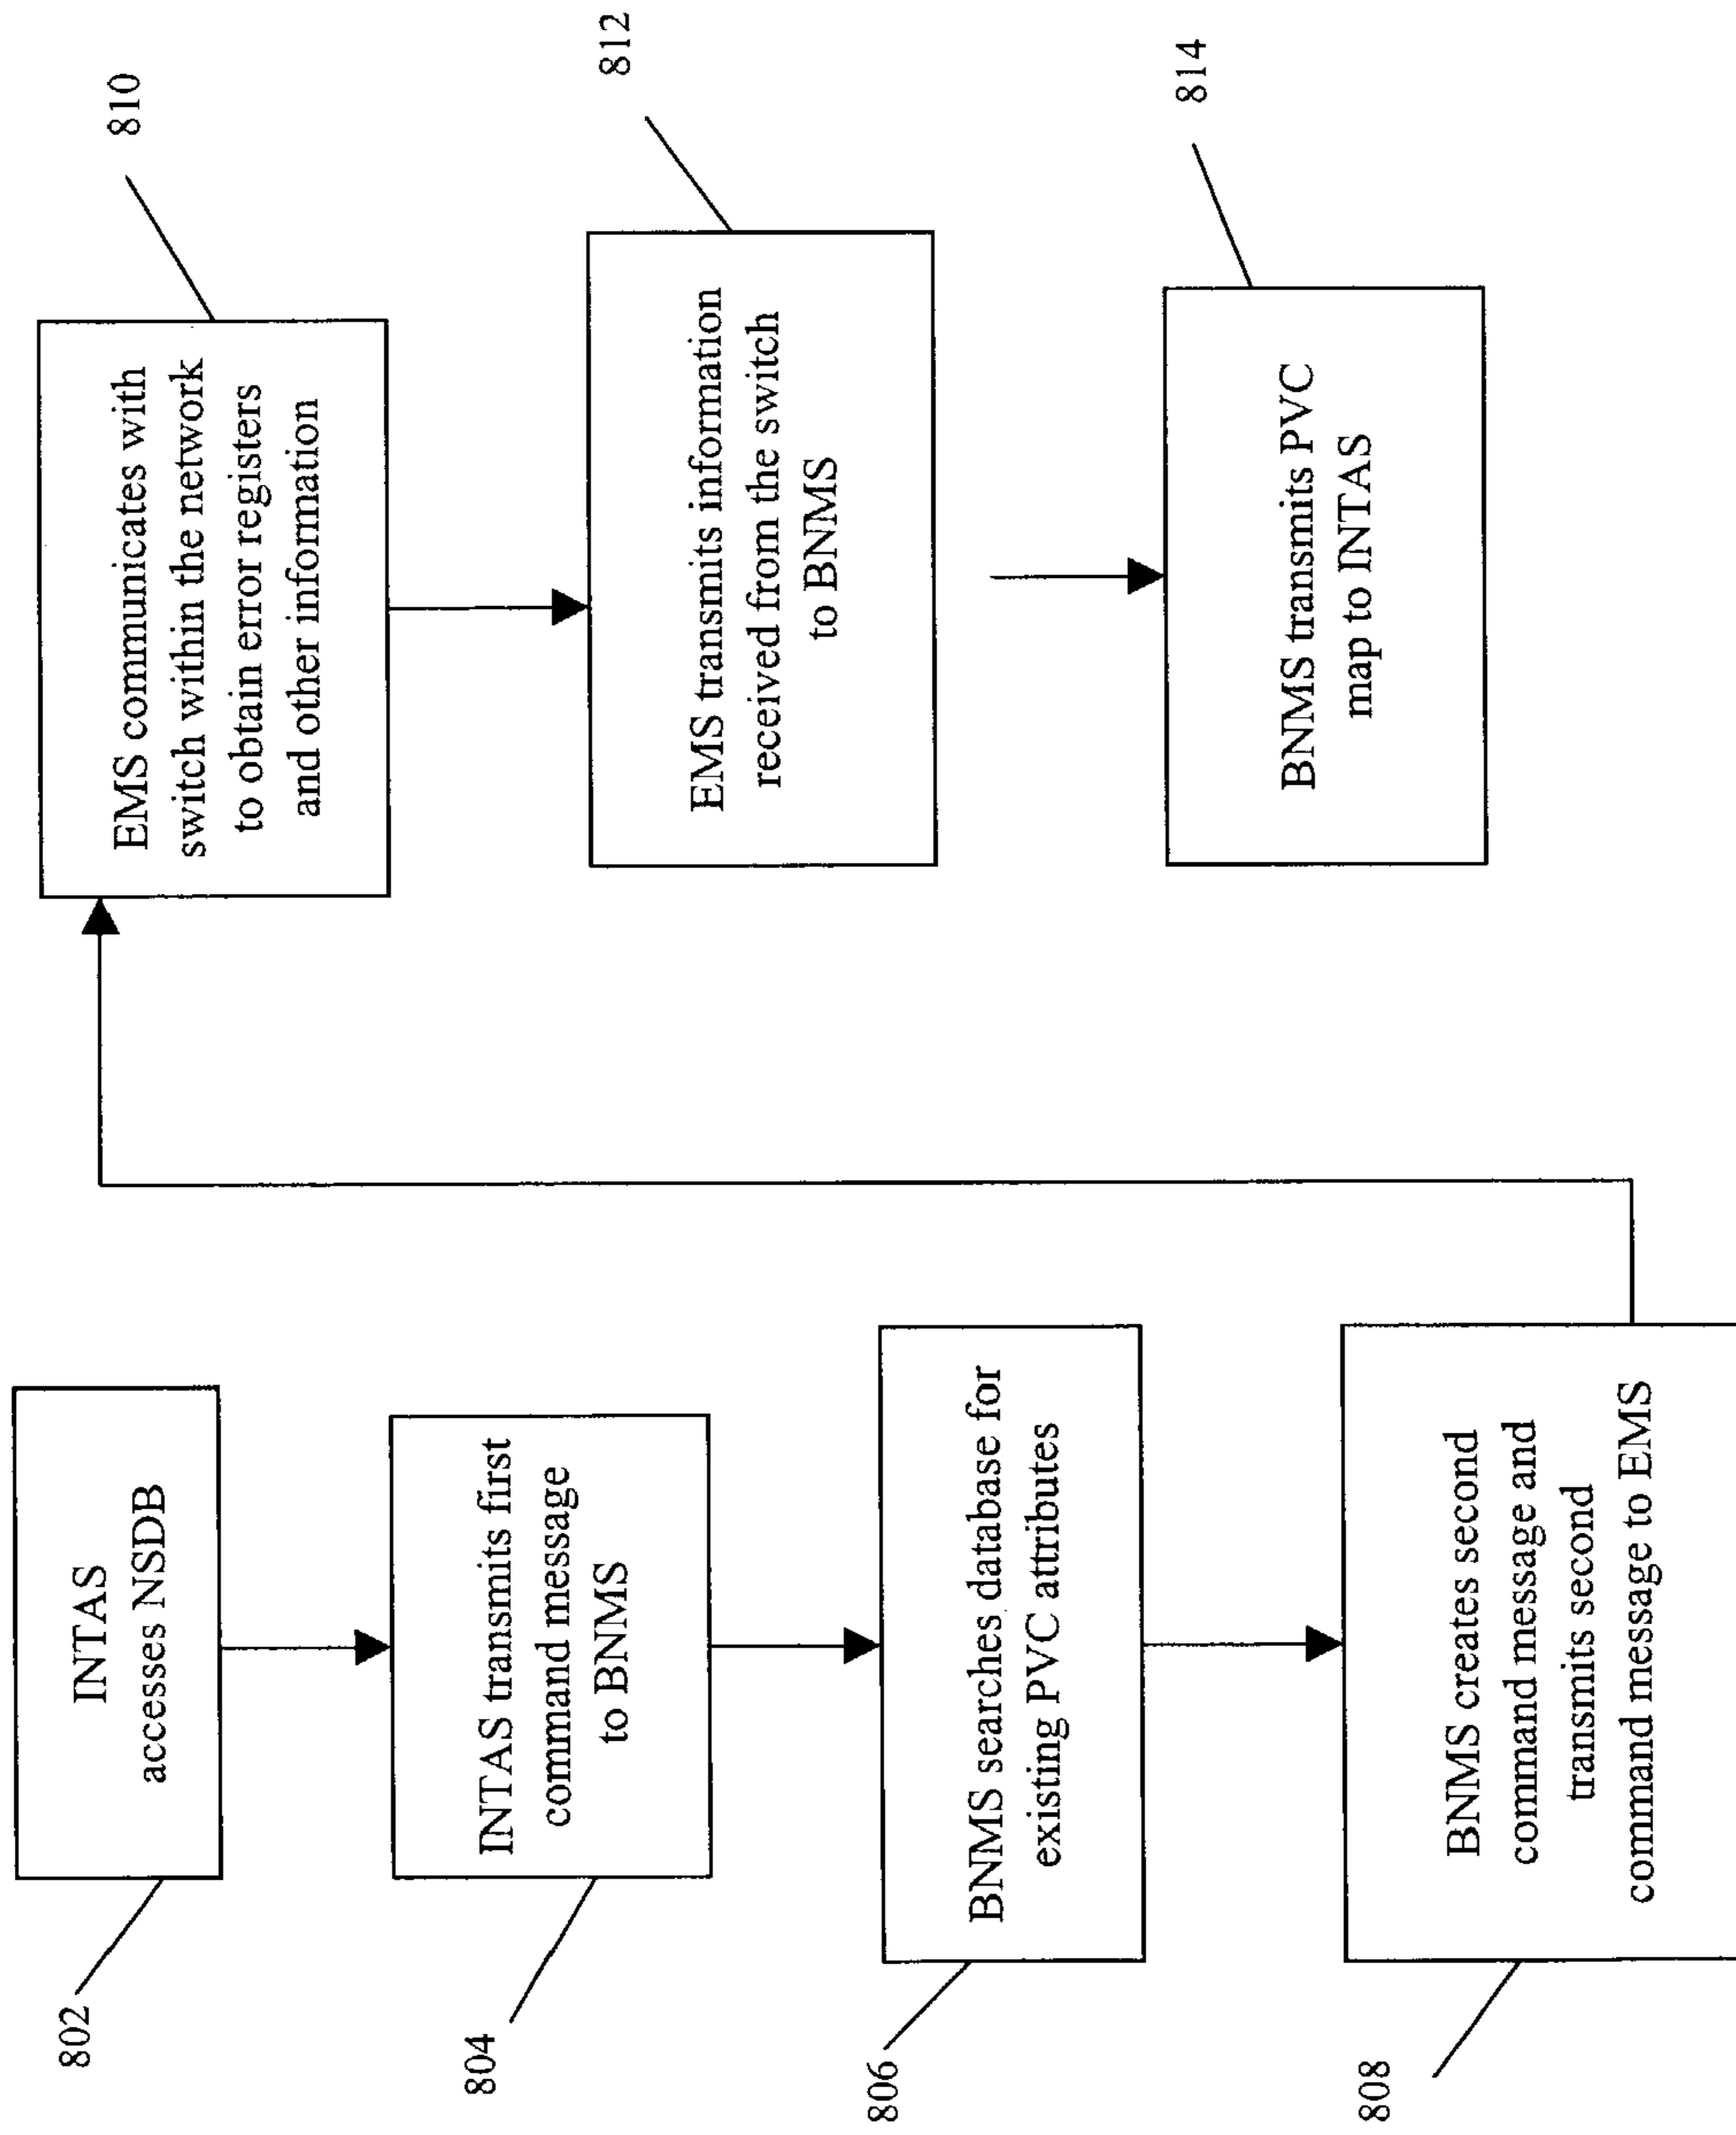 802
INTAS
accesses NSDB
804
INTAS transmits first
command message
to BNMS
806
BNMS searches database for
existing PVC attributes
808
BNMS creates second
command message and
transmits second
command message to EMS
810
EMS communicates with
switch within the network
to obtain error registers
and other information
812
EMS transmits information
received from the switch
to BNMS
814
BNMS transmits PVC
map to INTAS